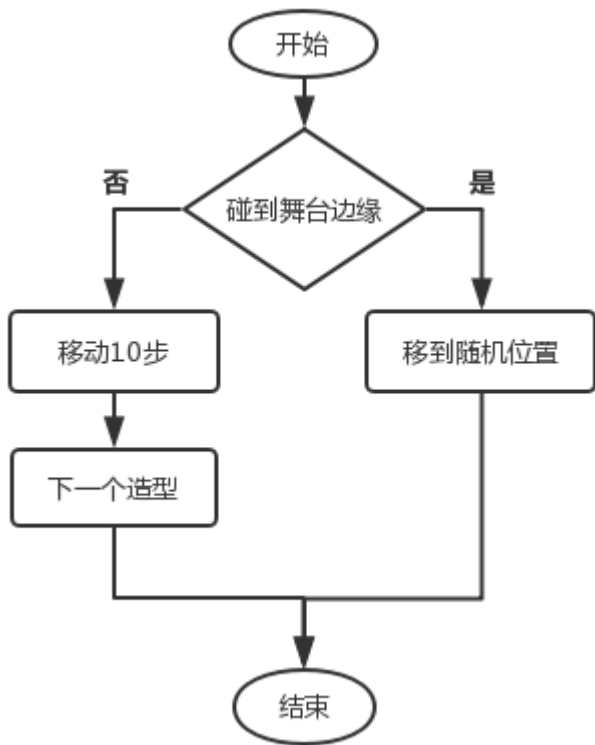 开始
碰到舞台边缘
否
是
移动10步
移到随机位置
下一个造型
结束